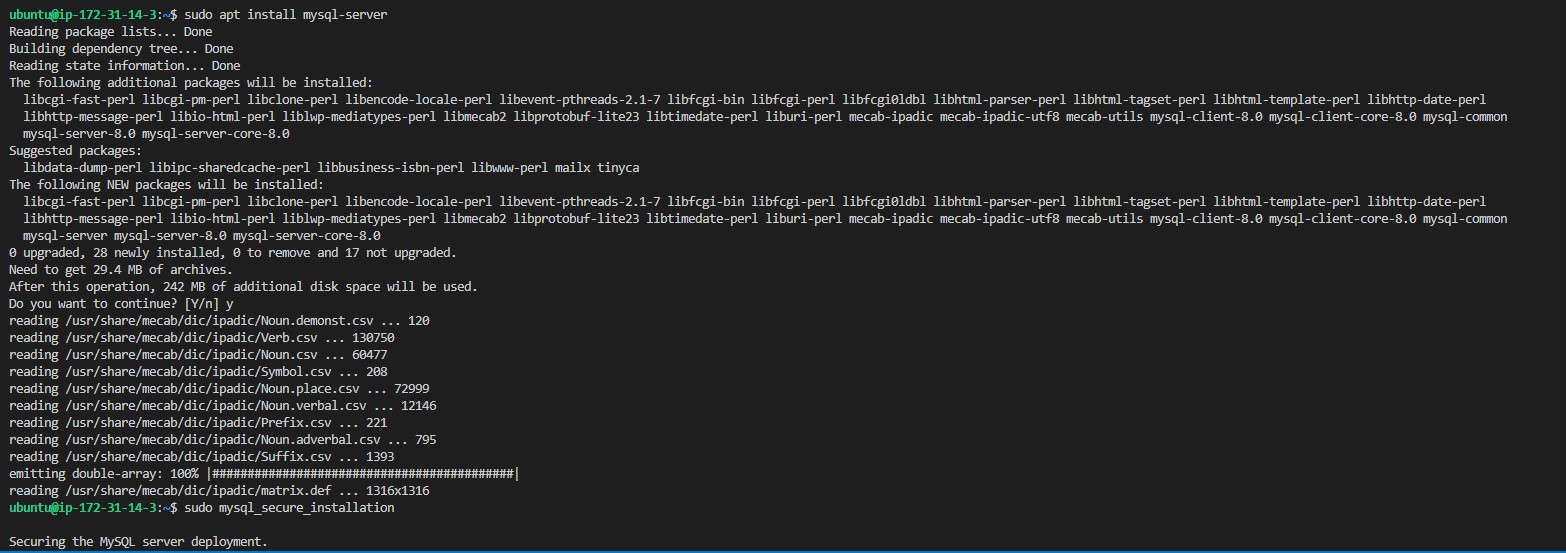 ubuntu@ip-172-31-14-3:~$ sudo apt install mysql-server
Reading package lists... Done
Building dependency tree... Done
Reading state information... Done
The following additional packages will be installed:
  libcgi-fast-perl libcgi-pm-perl libclone-perl libencode-locale-perl libevent-pthreads-2.1-7 libfcgi-bin libfcgi-perl libfcgi0ldbl libhtml-parser-perl libhtml-tagset-perl libhtml-template-perl libhttp-date-perl
  libhttp-message-perl libio-html-perl liblwp-mediatypes-perl libmecab2 libprotobuf-lite23 libtimedate-perl liburi-perl mecab-ipadic mecab-ipadic-utf8 mecab-utils mysql-client-8.0 mysql-client-core-8.0 mysql-common
  mysql-server-8.0 mysql-server-core-8.0
Suggested packages:
  libdata-dump-perl libipc-sharedcache-perl libbusiness-isbn-perl libwww-perl mailx tinyca
The following NEW packages will be installed:
  libcgi-fast-perl libcgi-pm-perl libclone-perl libencode-locale-perl libevent-pthreads-2.1-7 libfcgi-bin libfcgi-perl libfcgi0ldbl libhtml-parser-perl libhtml-tagset-perl libhtml-template-perl libhttp-date-perl
  libhttp-message-perl libio-html-perl liblwp-mediatypes-perl libmecab2 libprotobuf-lite23 libtimedate-perl liburi-perl mecab-ipadic mecab-ipadic-utf8 mecab-utils mysql-client-8.0 mysql-client-core-8.0 mysql-common
  mysql-server mysql-server-8.0 mysql-server-core-8.0
0 upgraded, 28 newly installed, 0 to remove and 17 not upgraded.
Need to get 29.4 MB of archives.
After this operation, 242 MB of additional disk space will be used.
Do you want to continue? [Y/n] y
reading /usr/share/mecab/dic/ipadic/Noun.demonst.csv ... 120
reading /usr/share/mecab/dic/ipadic/Verb.csv ... 130750
reading /usr/share/mecab/dic/ipadic/Noun.csv ... 60477
reading /usr/share/mecab/dic/ipadic/Symbol.csv ... 208
reading /usr/share/mecab/dic/ipadic/Noun.place.csv ... 72999
reading /usr/share/mecab/dic/ipadic/Noun.verbal.csv ... 12146
reading /usr/share/mecab/dic/ipadic/Prefix.csv ... 221
reading /usr/share/mecab/dic/ipadic/Noun.adverbal.csv ... 795
reading /usr/share/mecab/dic/ipadic/Suffix.csv ... 1393
emitting double-array: 100% |###########################################|
reading /usr/share/mecab/dic/ipadic/matrix.def ... 1316x1316
ubuntu@ip-172-31-14-3:~$ sudo mysql_secure_installation
Securing the MySQL server deployment.